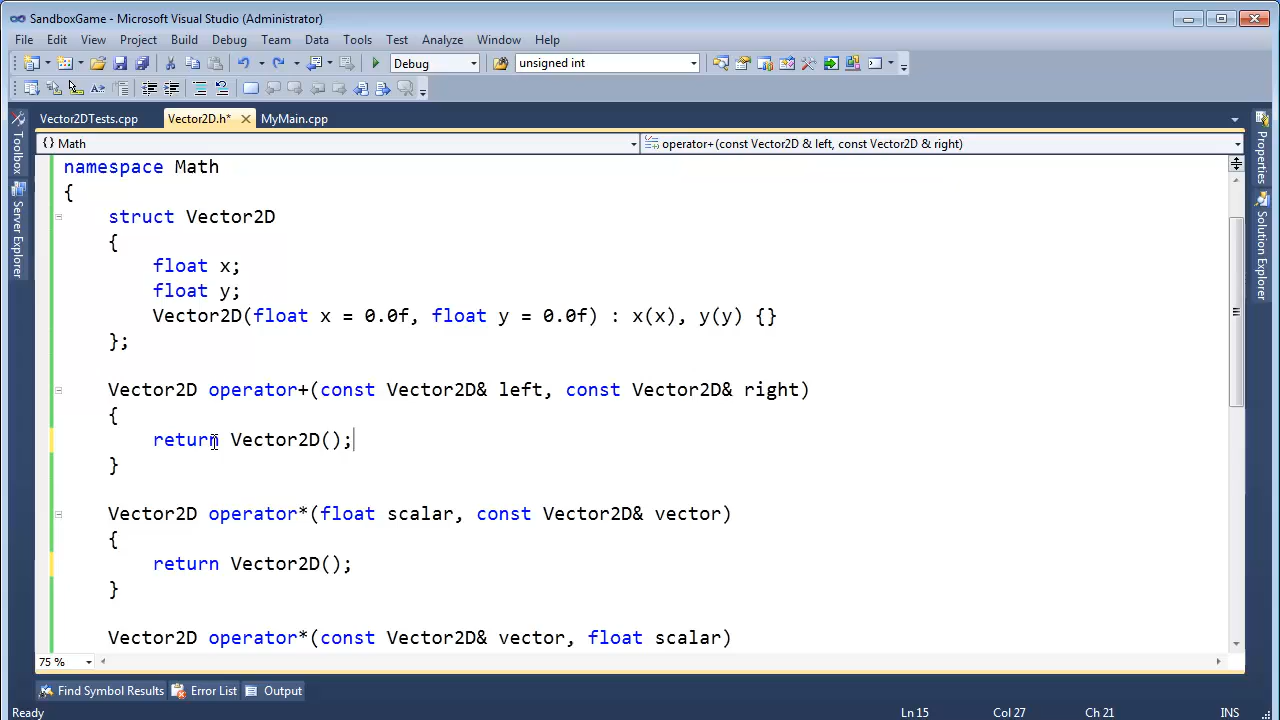 SandboxGame - Microsoft Visual Studio (Administrator)
File Edit View Project Build Debug Team Data Tools Test Analyze Window Help
Debug unsigned int
Vector2DTests.cpp Vector2D.h* MyMain.cpp
{} Math operator+(const Vector2D & left, const Vector2D & right)
Toolbox
Server Explorer
Properties
Solution Explorer
namespace Math
{
struct Vector2D
{
float x;
float y;
Vector2D(float x = 0.0f, float y = 0.0f) : x(x), y(y) {}
};
Vector2D operator+(const Vector2D& left, const Vector2D& right)
{
return Vector2D();
}
Vector2D operator*(float scalar, const Vector2D& vector)
{
return Vector2D();
}
Vector2D operator*(const Vector2D& vector, float scalar)
75 %
Find Symbol Results Error List Output
Ready Ln 15 Col 27 Ch 21 INS